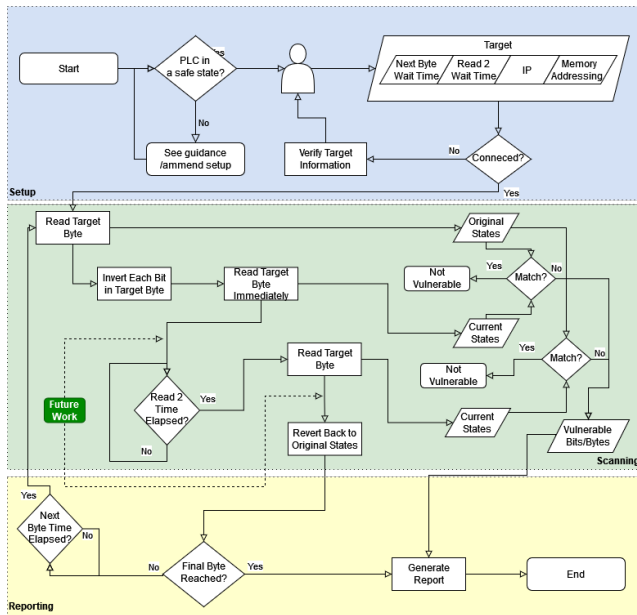 Start
PLC in
a safe state?
Yes
No
See guidance
/ammend setup
Target
Next Byte
Wait Time
Read 2
Wait Time
IP
Memory
Addressing
Verify Target
Information
No
Conneced?
Yes
Setup
Read Target
Byte
Original
States
Invert Each Bit
in Target Byte
Read Target
Byte
Immediately
Not
Vulnerable
Yes
Match?
No
Current
States
Yes
Match?
No
Not
Vulnerable
Read 2
Time
Elapsed?
Yes
No
Read Target
Byte
Future
Work
Current
States
Revert Back to
Original States
Vulnerable
Bits/Bytes
Scanning
Yes
Next
Byte Time
Elapsed?
No
No
Final Byte
Reached?
Yes
Generate
Report
End
Reporting